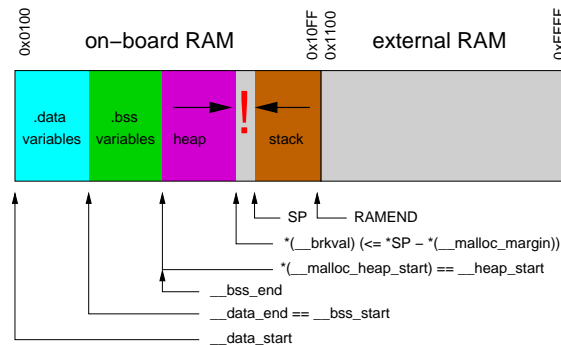 0x0100
on−board RAM
0x10FF
0x1100
external RAM
0xFFFF
.data
variables
.bss
variables
heap
!
stack
SP
RAMEND
*(__brkval) (<= *SP − *(__malloc_margin))
*(__malloc_heap_start) == __heap_start
__bss_end
__data_end == __bss_start
__data_start